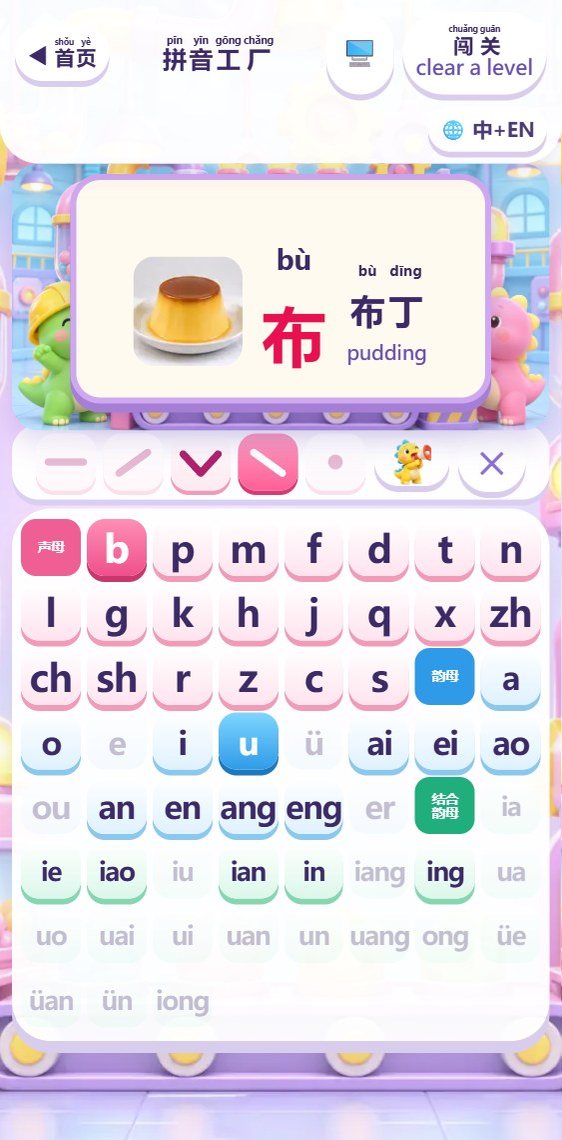 shǒu yè
◀ 首页
pīn yīn gōng chǎng
拼音工厂
chuǎng guān
闯关
clear a level
中+EN
bù
布
bù dīng
布丁
pudding
声母 b p m f d t n
l g k h j q x zh
ch sh r z c s 韵母 a
o e i u ü ai ei ao
ou an en ang eng er 结合韵母 ia
ie iao iu ian in iang ing ua
uo uai ui uan un uang ong üe
üan ün iong